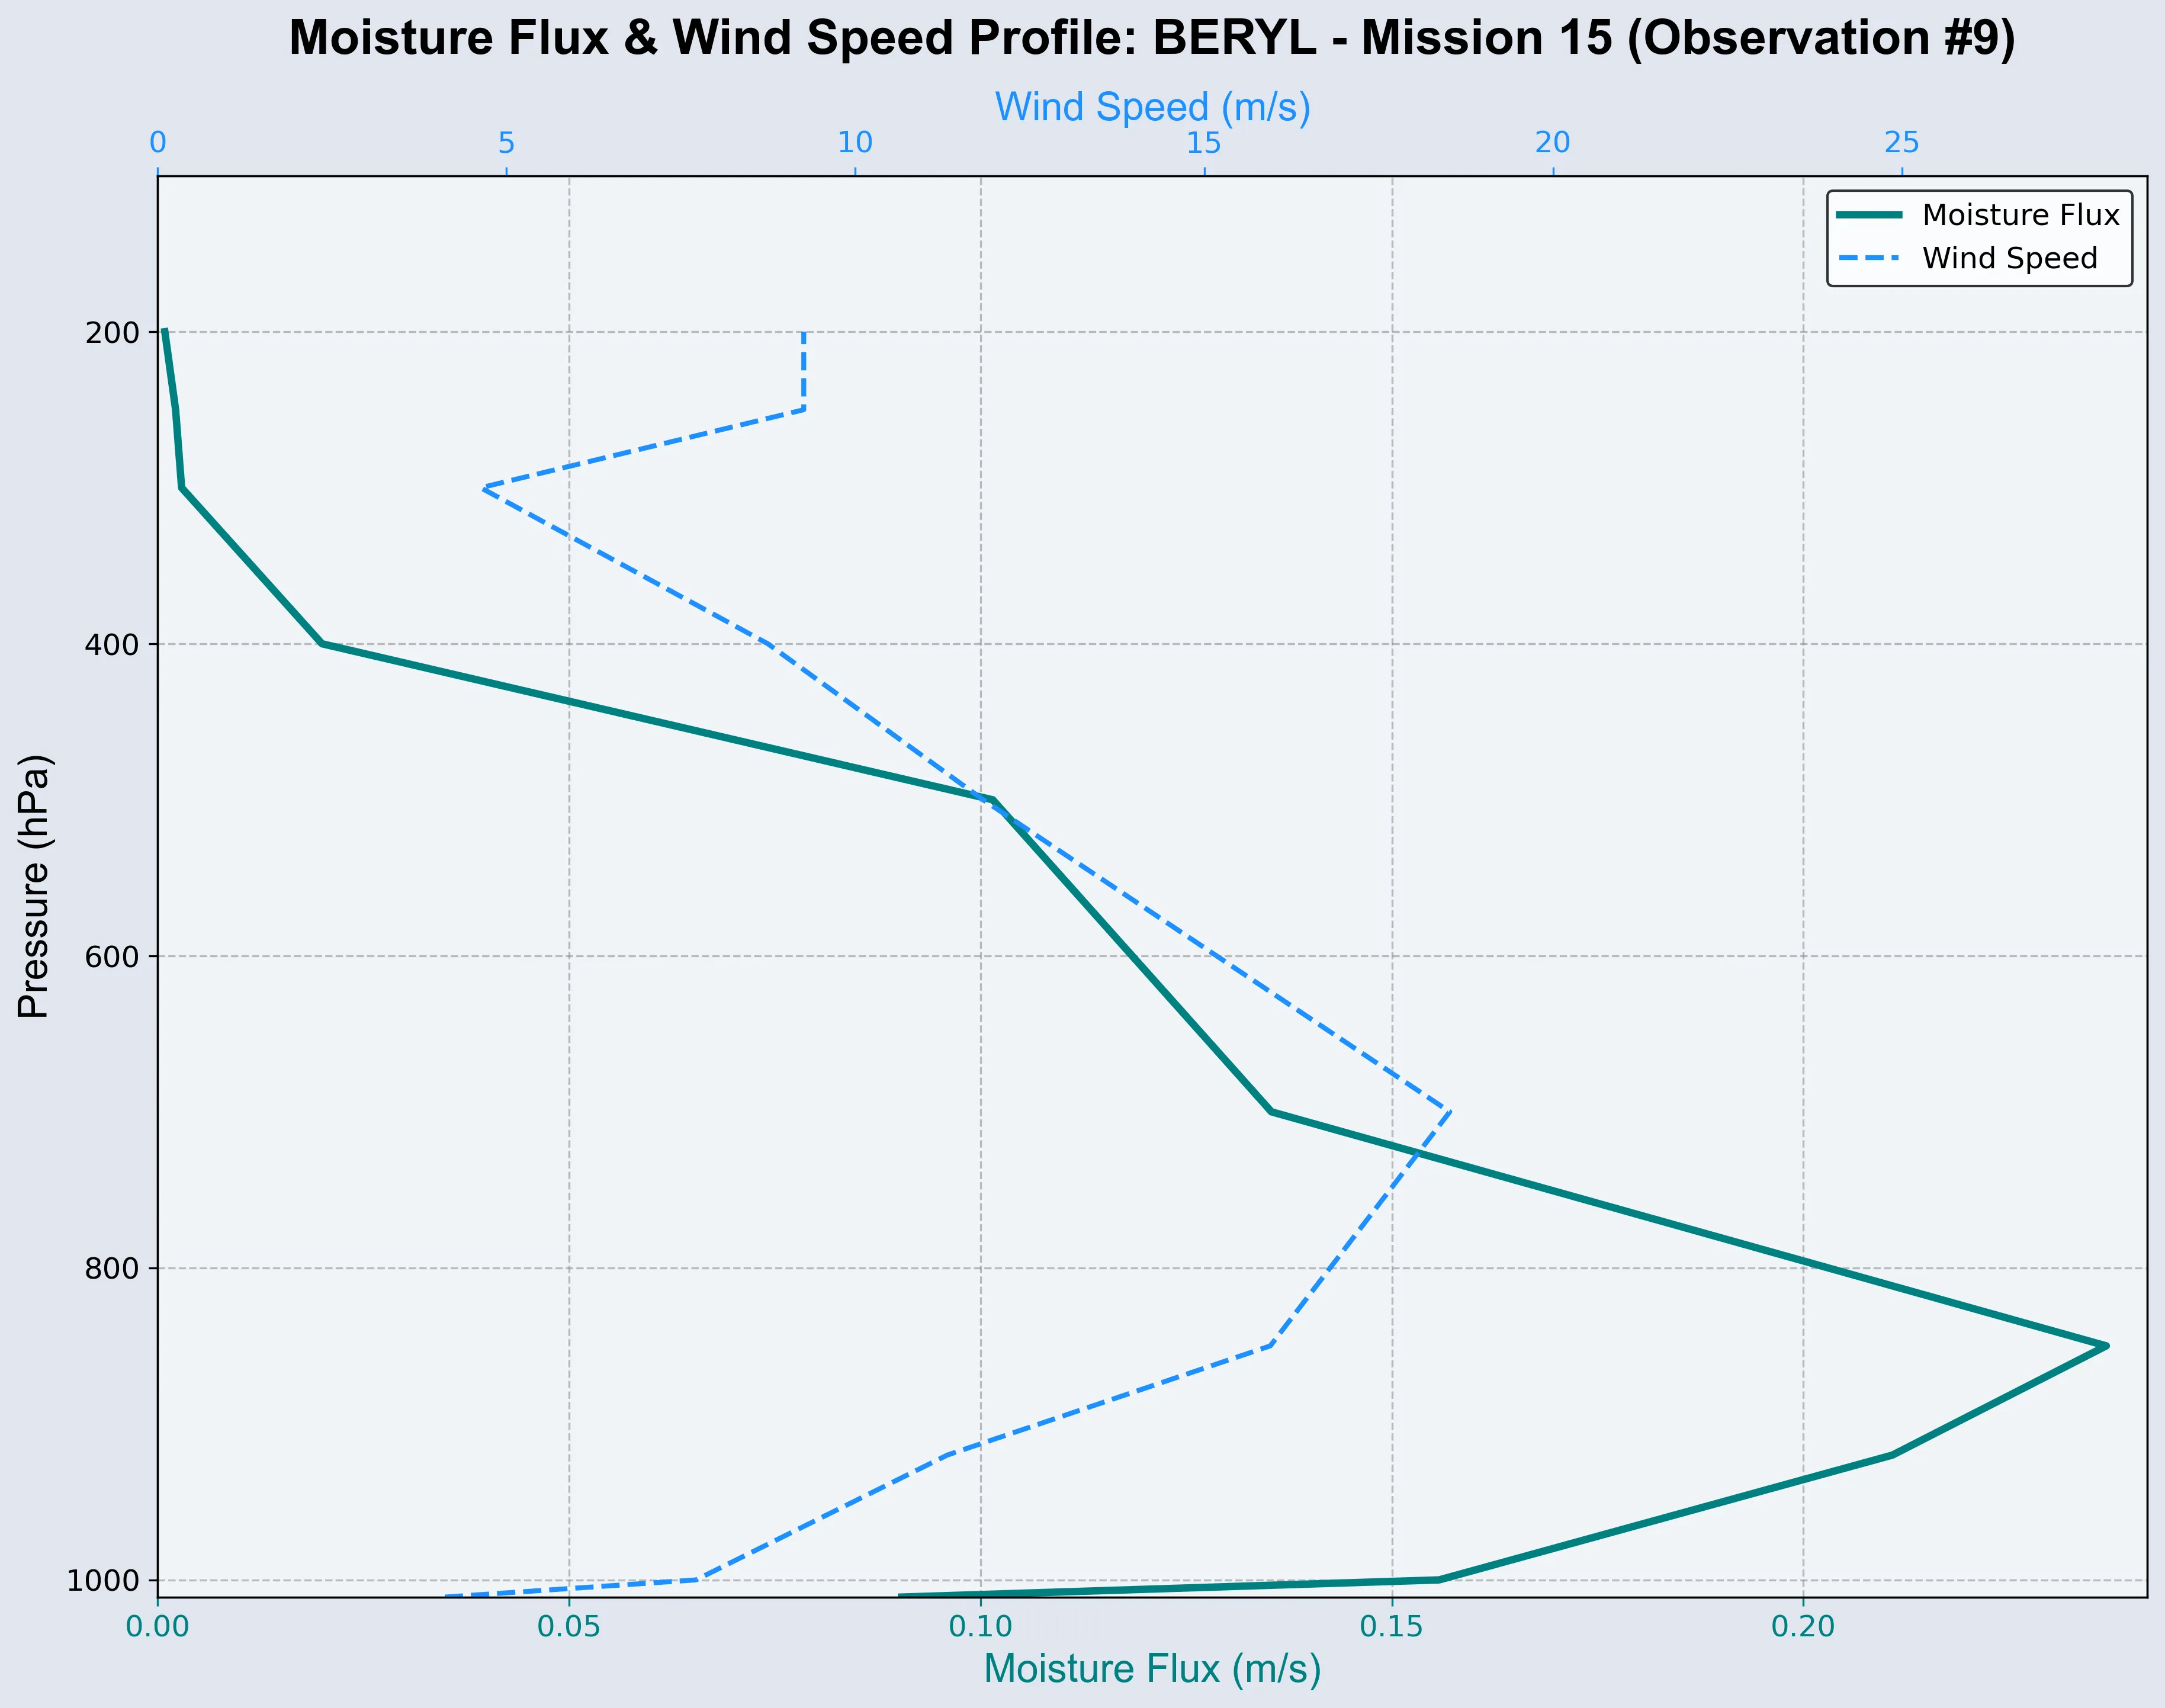 Moisture Flux & Wind Speed Profile: BERYL - Mission 15 (Observation #9)
Wind Speed (m/s)
0 5 10 15 20 25
Moisture Flux
Wind Speed
200
400
600
800
1000
Pressure (hPa)
0.00 0.05 0.10 0.15 0.20
Moisture Flux (m/s)